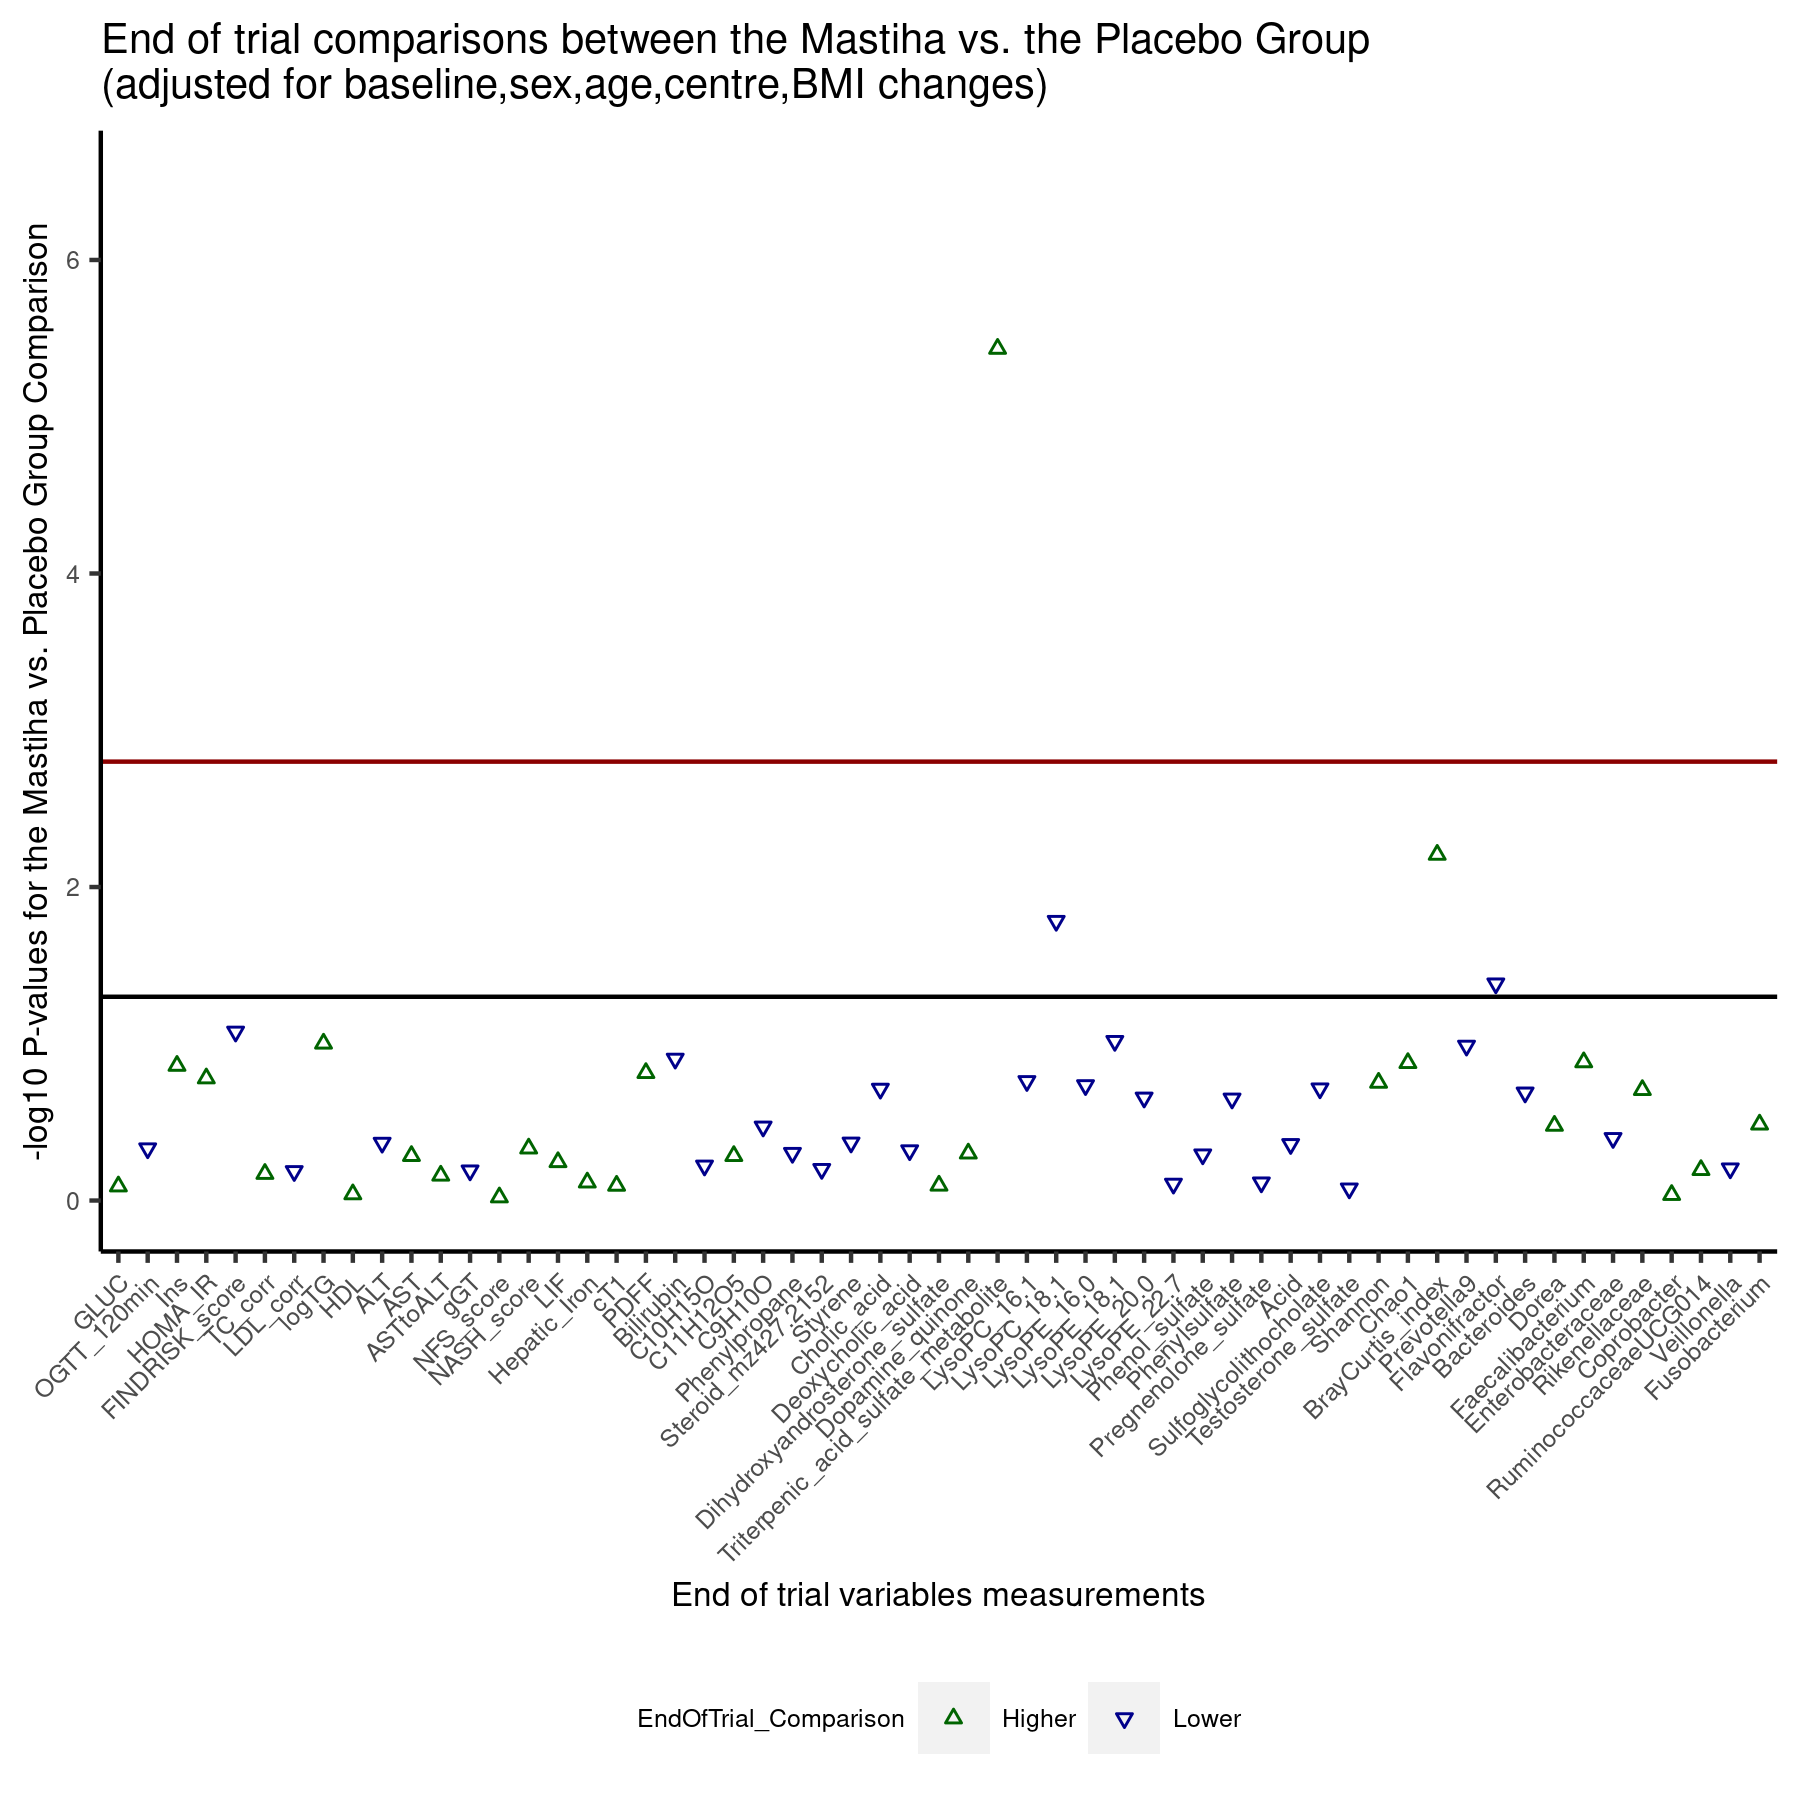 End of trial comparisons between the Mastiha vs. the Placebo Group
(adjusted for baseline,sex,age,centre,BMI changes)
-log10 P-values for the Mastiha vs. Placebo Group Comparison
6
4
2
0
GLUC
OGTT_120min
Ins
HOMA_IR
FINDRISK_score
TC_corr
LDL_corr
logTG
HDL
ALT
AST
ASTtoALT
gGT
NFS_score
NASH_score
LIF
Hepatic_Iron
cT1
PDFF
Bilirubin
C10H15O
C11H12O5
C9H10O
Phenylpropane
Steroid_mz427.2152
Styrene
Cholic_acid
Deoxycholic_acid
Dihydroxyandrosterone_sulfate
Dopamine_quinone
Triterpenic_acid_sulfate_metabolite
LysoPC_16.1
LysoPC_18.1
LysoPE_16.0
LysoPE_18.1
LysoPE_20.0
LysoPE_22.7
Phenol_sulfate
Phenylsulfate
Pregnenolone_sulfate
Acid
Sulfoglycolithocholate
Testosterone_sulfate
Shannon
Chao1
BrayCurtis_index
Prevotella9
Flavonifractor
Bacteroides
Dorea
Faecalibacterium
Enterobacteraceae
Rikenellaceae
Coprobacter
RuminococcaceaeUCG014
Veillonella
Fusobacterium
End of trial variables measurements
EndOfTrial_Comparison
Higher
Lower